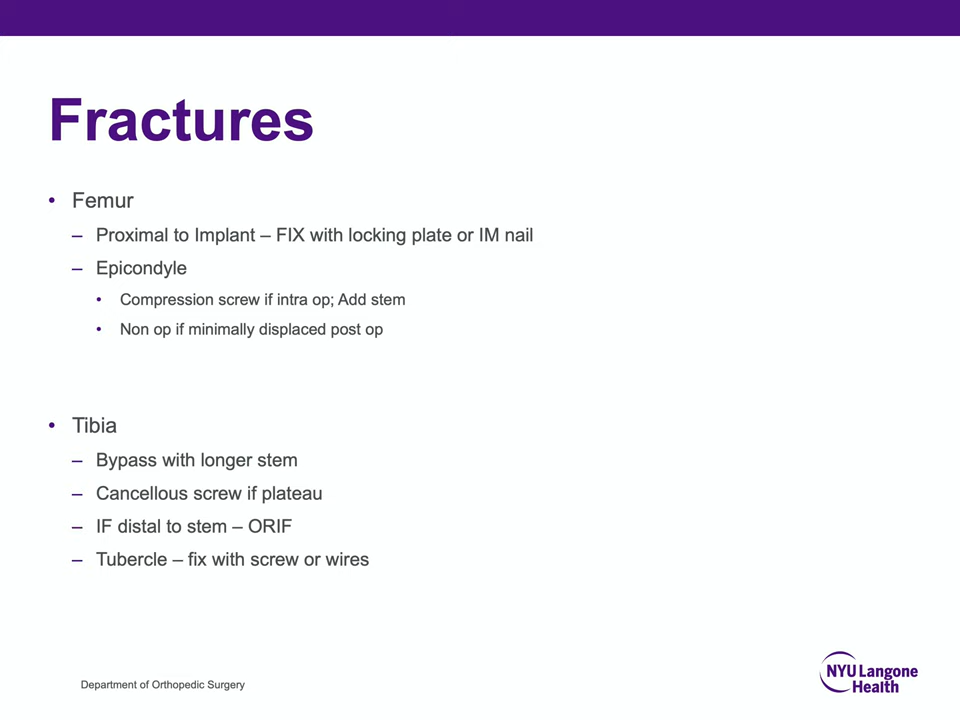 Fractures
• Femur
– Proximal to Implant – FIX with locking plate or IM nail
– Epicondyle
• Compression screw if intra op; Add stem
• Non op if minimally displaced post op
• Tibia
– Bypass with longer stem
– Cancellous screw if plateau
– IF distal to stem – ORIF
– Tubercle – fix with screw or wires
Department of Orthopedic Surgery
NYU Langone
Health